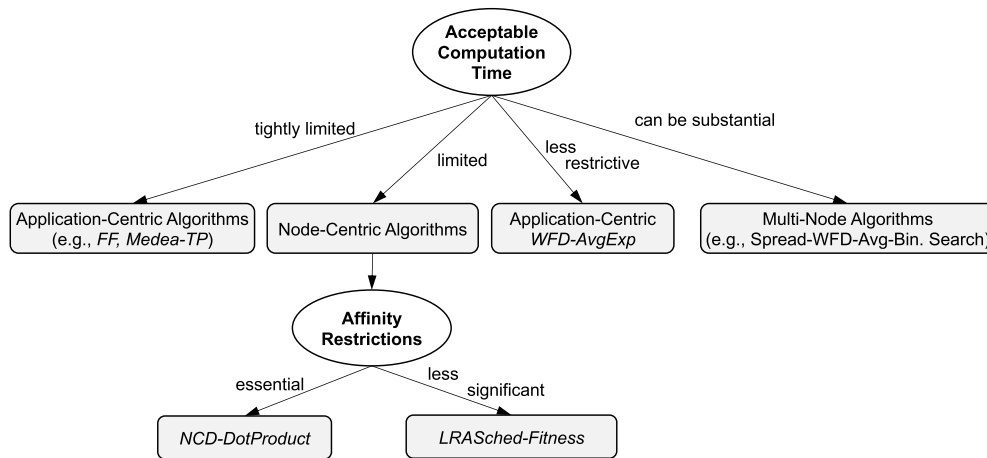 Acceptable
Computation
Time
tightly limited
limited
less
restrictive
can be substantial
Application-Centric Algorithms
(e.g., FF, Medea-TP)
Node-Centric Algorithms
Application-Centric
WFD-AvgExp
Multi-Node Algorithms
(e.g., Spread-WFD-Avg-Bin. Search)
Affinity
Restrictions
essential
less
significant
NCD-DotProduct
LRASched-Fitness